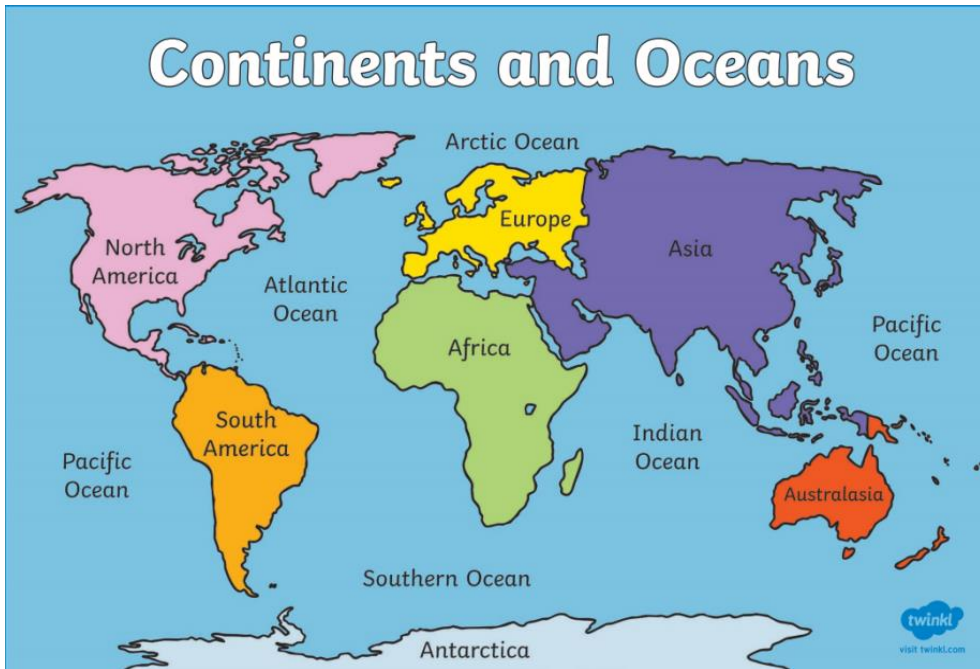 Continents and Oceans
Arctic Ocean
North
America
Europe
Asia
Atlantic
Ocean
Africa
Pacific
Ocean
South
America
Indian
Ocean
Pacific
Ocean
Australasia
Southern Ocean
Antarctica
twinkl
visit twinkl.com